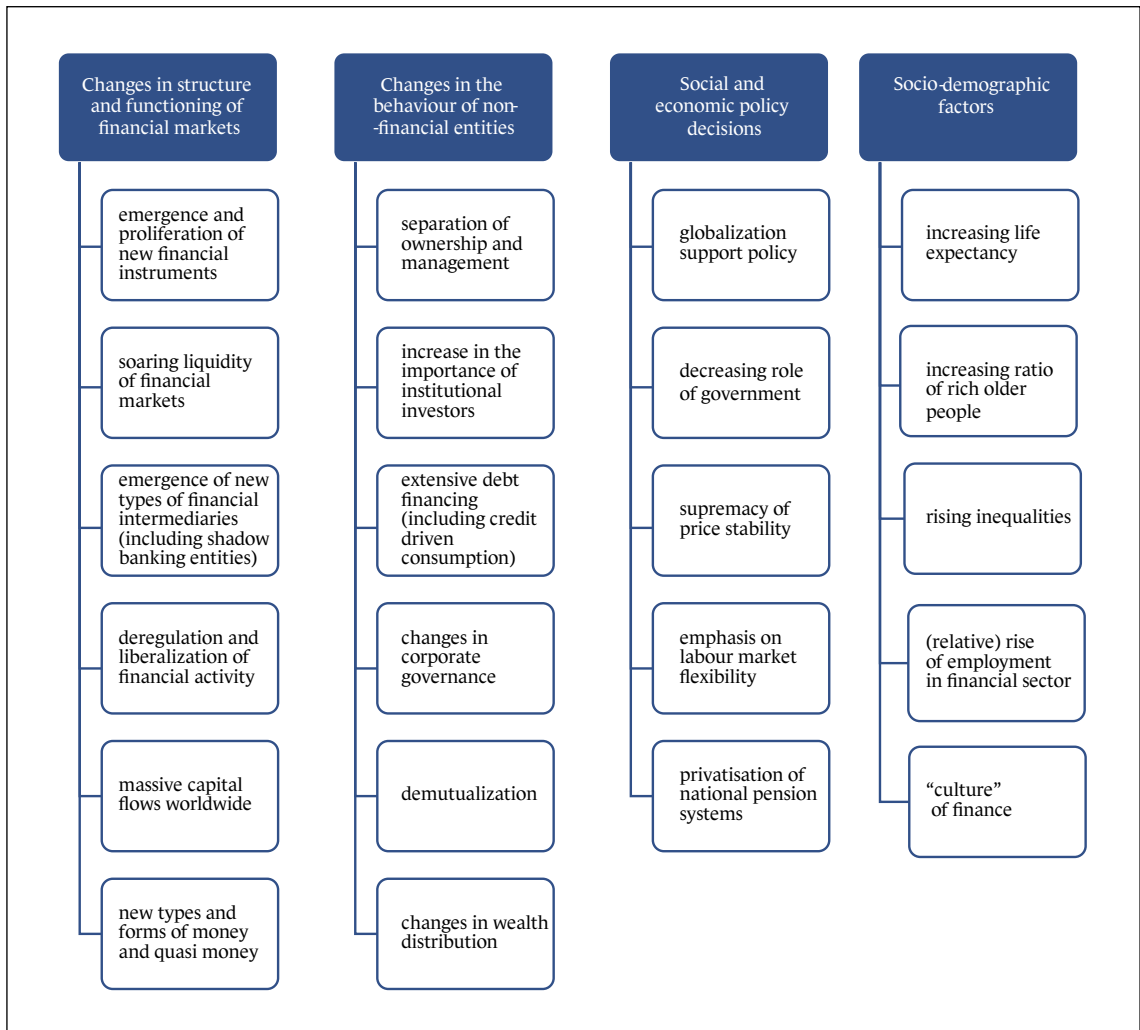 Changes in structure
and functioning of
financial markets
emergence and
proliferation of
new financial
instruments
soaring liquidity
of financial
markets
emergence of new
types of financial
intermediaries
(including shadow
banking entities)
deregulation and
liberalization of
financial activity
massive capital
flows worldwide
new types and
forms of money
and quasi money
Changes in the
behaviour of non-
-financial entities
separation of
ownership and
management
increase in the
importance of
institutional
investors
extensive debt
financing
(including credit
driven
consumption)
changes in
corporate
governance
demutualization
changes in wealth
distribution
Social and
economic policy
decisions
globalization
support policy
decreasing role
of government
supremacy of
price stability
emphasis on
labour market
flexibility
privatisation of
national pension
systems
Socio-demographic
factors
increasing life
expectancy
increasing ratio
of rich older
people
rising inequalities
(relative) rise
of employment
in financial sector
“culture”
of finance